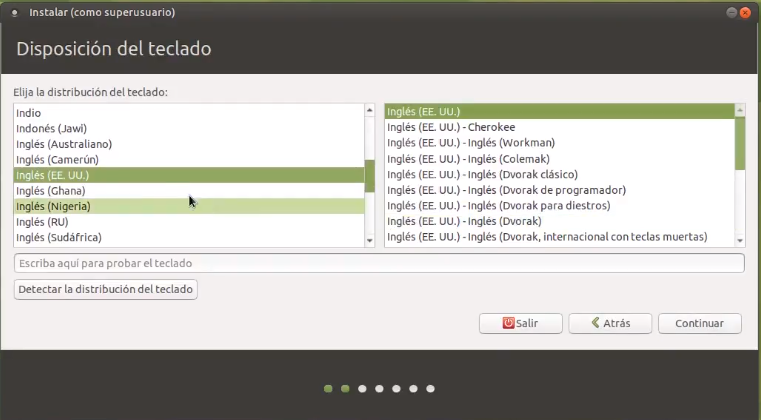 Instalar (como superusuario)
Disposición del teclado
Elija la distribución del teclado:
Indio
Indonés (Jawi)
Inglés (Australiano)
Inglés (Camerún)
Inglés (EE. UU.)
Inglés (Ghana)
Inglés (Nigeria)
Inglés (RU)
Inglés (Sudáfrica)
Inglés (EE. UU.)
Inglés (EE. UU.) - Cherokee
Inglés (EE. UU.) - Inglés (Workman)
Inglés (EE. UU.) - Inglés (Colemak)
Inglés (EE. UU.) - Inglés (Dvorak clásico)
Inglés (EE. UU.) - Inglés (Dvorak de programador)
Inglés (EE. UU.) - Inglés (Dvorak para diestros)
Inglés (EE. UU.) - Inglés (Dvorak)
Inglés (EE. UU.) - Inglés (Dvorak, internacional con teclas muertas)
Escriba aquí para probar el teclado
Detectar la distribución del teclado
Salir
Atrás
Continuar